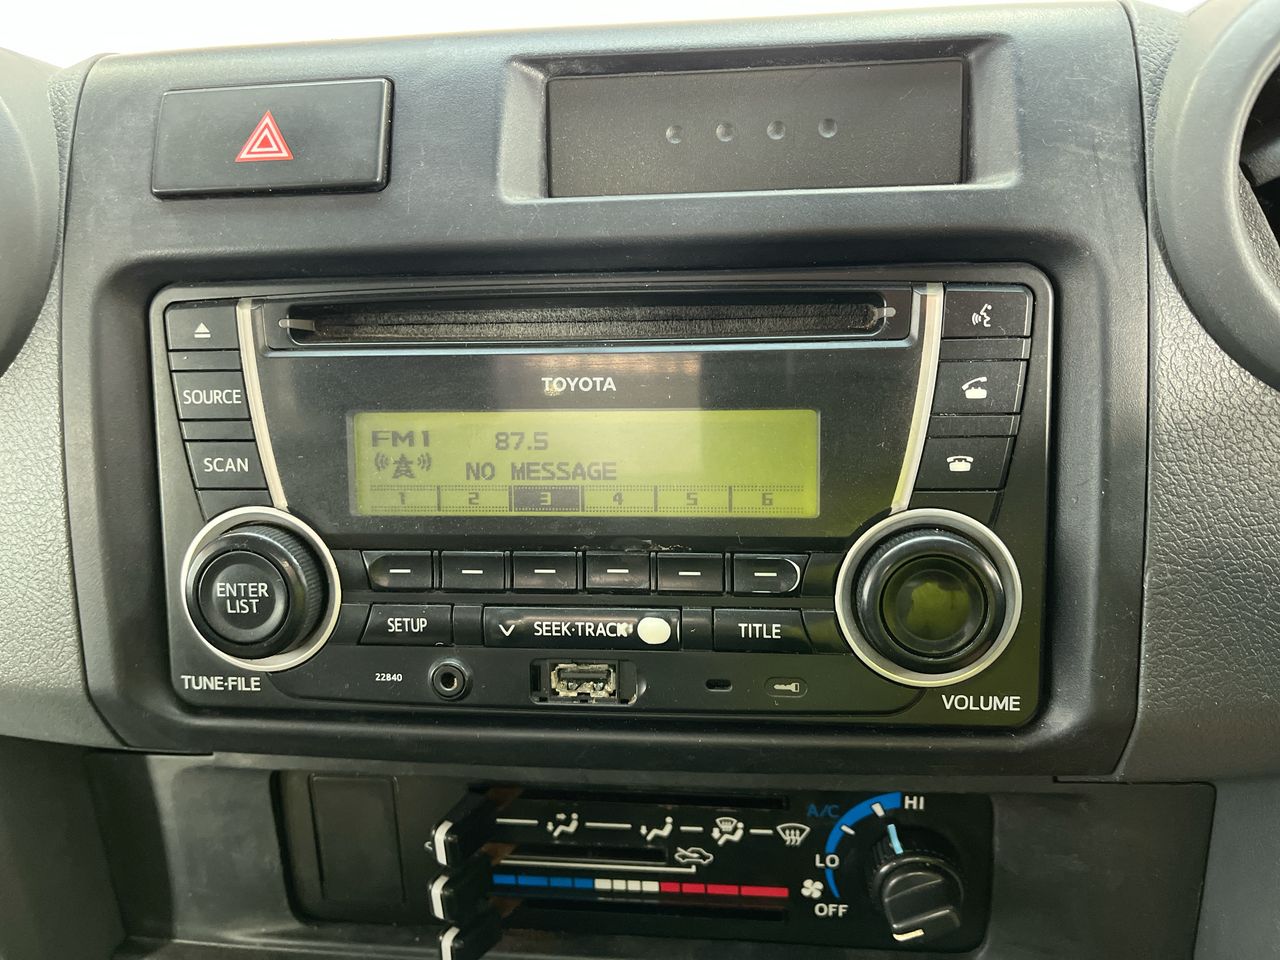 TOYOTA
SOURCE
SCAN
FM1 87.5
NO MESSAGE
1 2 3 4 5 6
ENTER
LIST
SETUP
SEEK·TRACK
TITLE
22840
TUNE·FILE
VOLUME
A/C
HI
LO
OFF